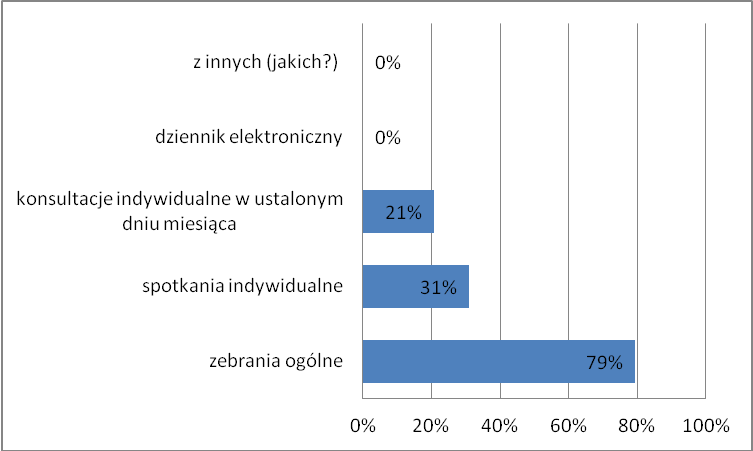 z innych (jakich?)
0%
dziennik elektroniczny
0%
konsultacje indywidualne w ustalonym
dniu miesiąca
21%
spotkania indywidualne
31%
zebrania ogólne
79%
0% 20% 40% 60% 80% 100%